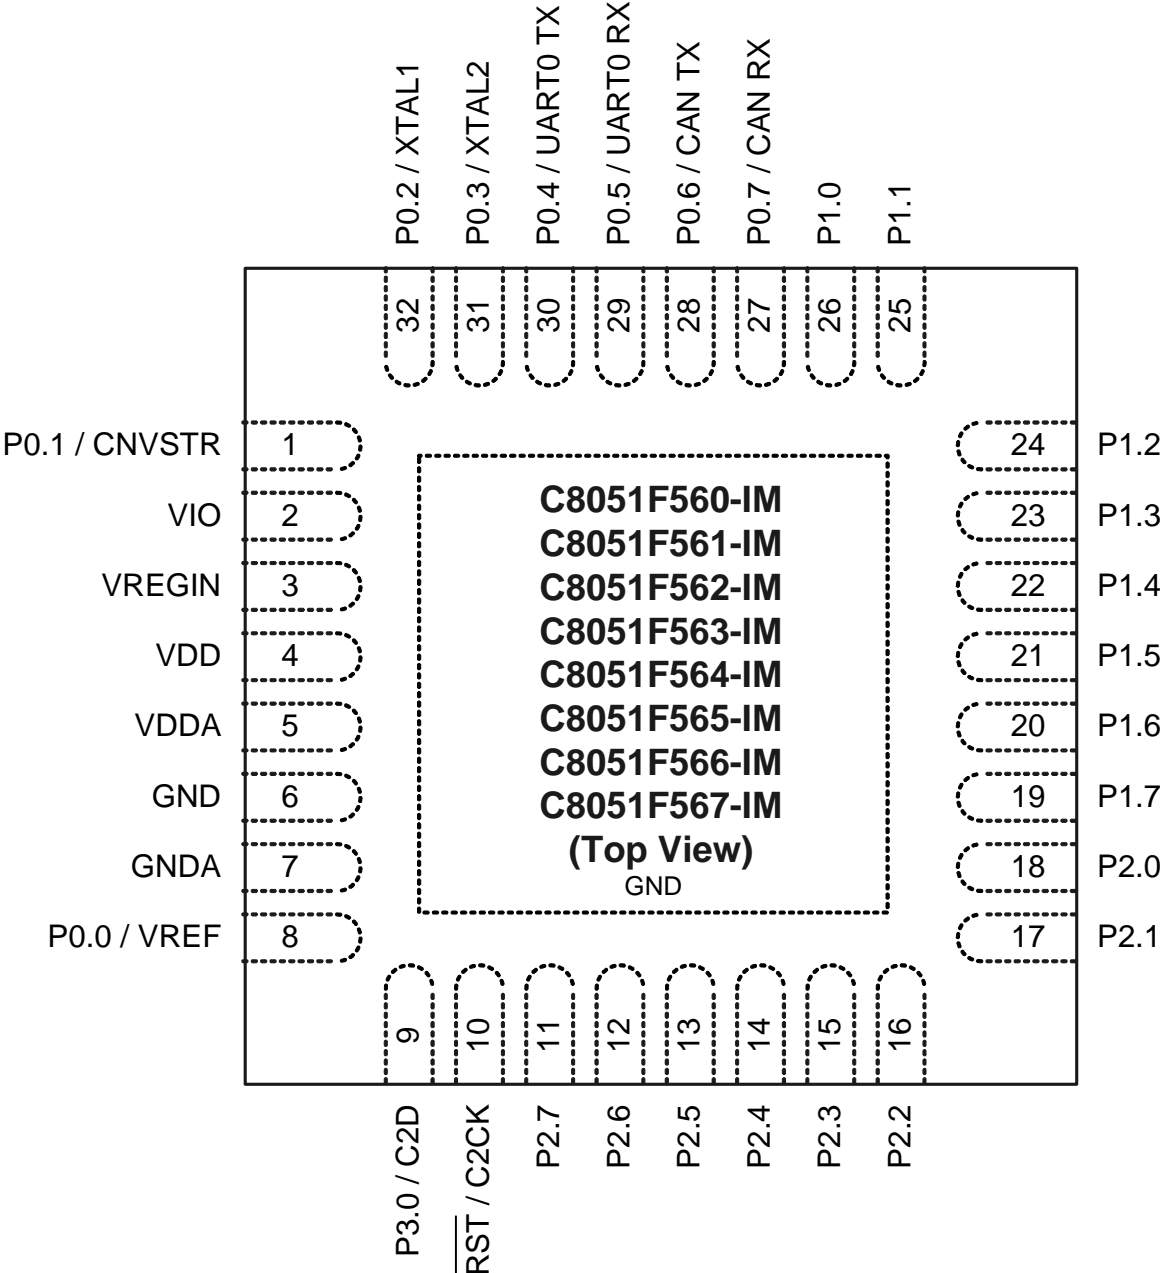 P0.2 / XTAL1
P0.3 / XTAL2
P0.4 / UART0 TX
P0.5 / UART0 RX
P0.6 / CAN TX
P0.7 / CAN RX
P1.0
P1.1
32
31
30
29
28
27
26
25
P0.1 / CNVSTR
1
VIO
2
VREGIN
3
VDD
4
VDDA
5
GND
6
GNDA
7
P0.0 / VREF
8
C8051F560-IM
C8051F561-IM
C8051F562-IM
C8051F563-IM
C8051F564-IM
C8051F565-IM
C8051F566-IM
C8051F567-IM
(Top View)
GND
24
P1.2
23
P1.3
22
P1.4
21
P1.5
20
P1.6
19
P1.7
18
P2.0
17
P2.1
9
10
11
12
13
14
15
16
P3.0 / C2D
RST / C2CK
P2.7
P2.6
P2.5
P2.4
P2.3
P2.2